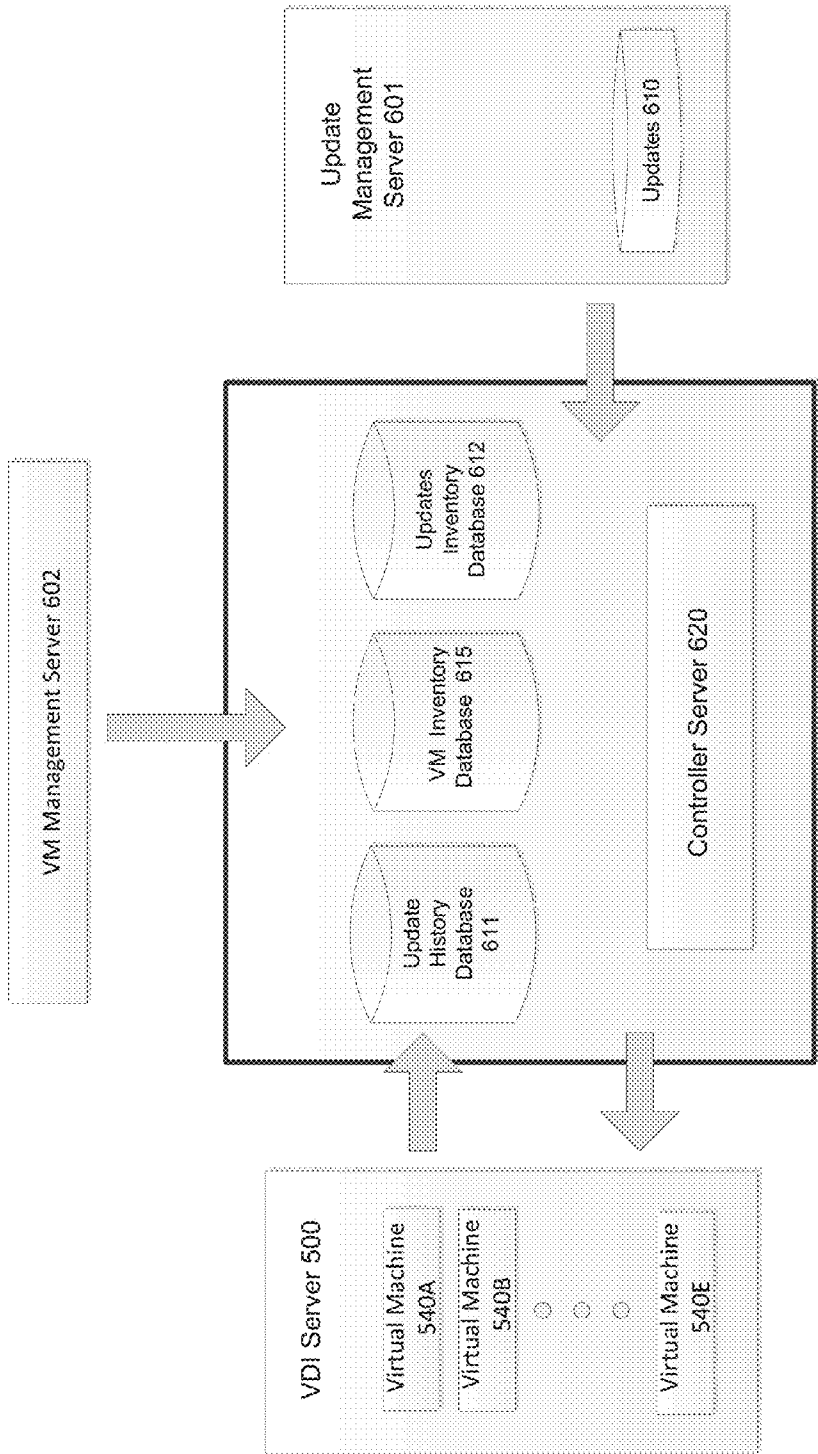 VM Management Server 602
VDI Server 500
Virtual Machine
540A
Virtual Machine
540B
Virtual Machine
540E
Update
History
Database
611
VM Inventory
Database 615
Updates
Inventory
Database 612
Controller Server 620
Update
Management
Server 601
Updates 610